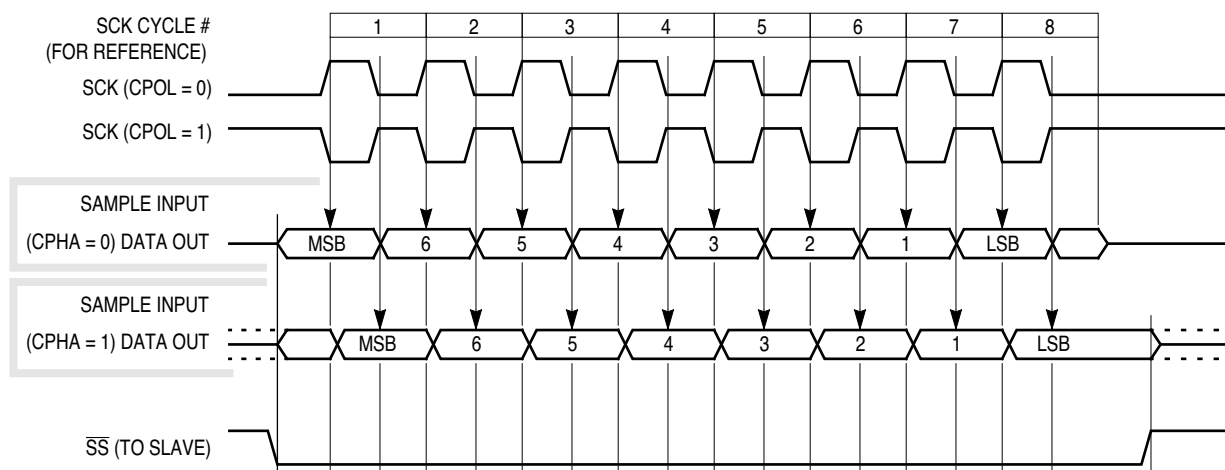 SCK CYCLE # 1 2 3 4 5 6 7 8
(FOR REFERENCE)
SCK (CPOL = 0)
SCK (CPOL = 1)
SAMPLE INPUT
(CPHA = 0) DATA OUT MSB 6 5 4 3 2 1 LSB
SAMPLE INPUT
(CPHA = 1) DATA OUT MSB 6 5 4 3 2 1 LSB
S̅S̅ (TO SLAVE)